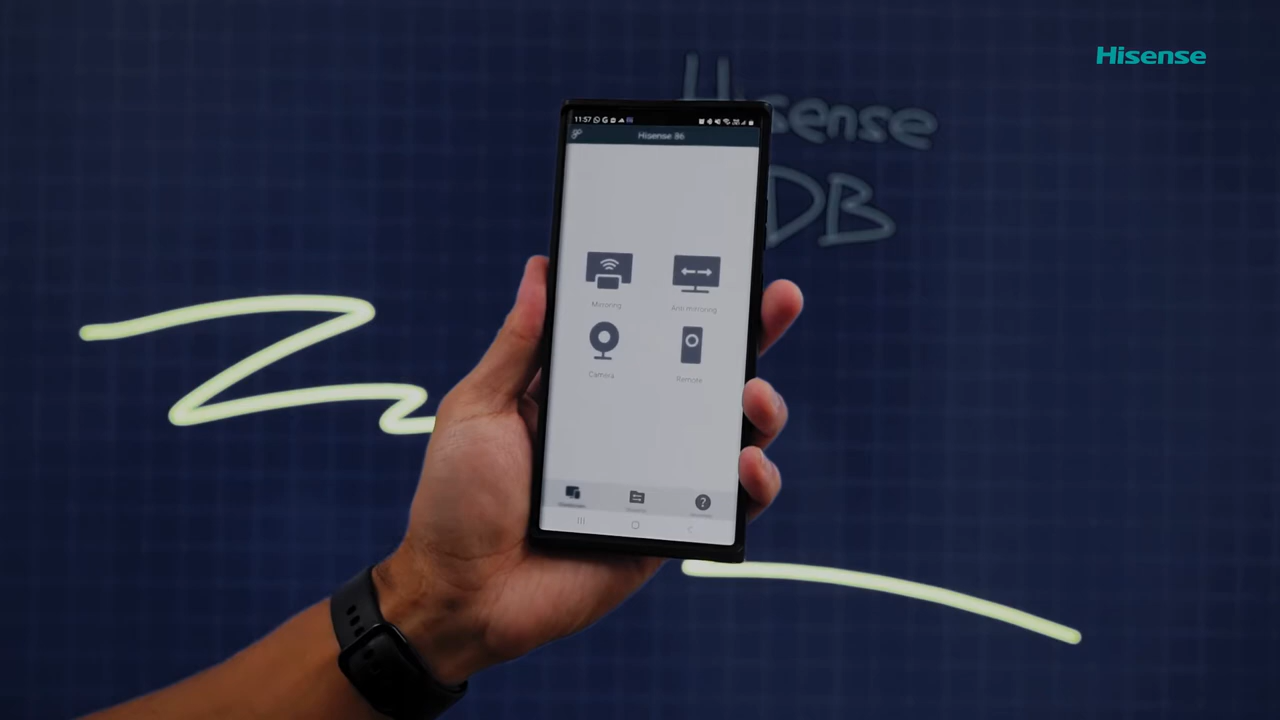 Hisense
Hisense
DB
11:57
Hisense 86
Mirroring
Anti mirroring
Camera
Remote